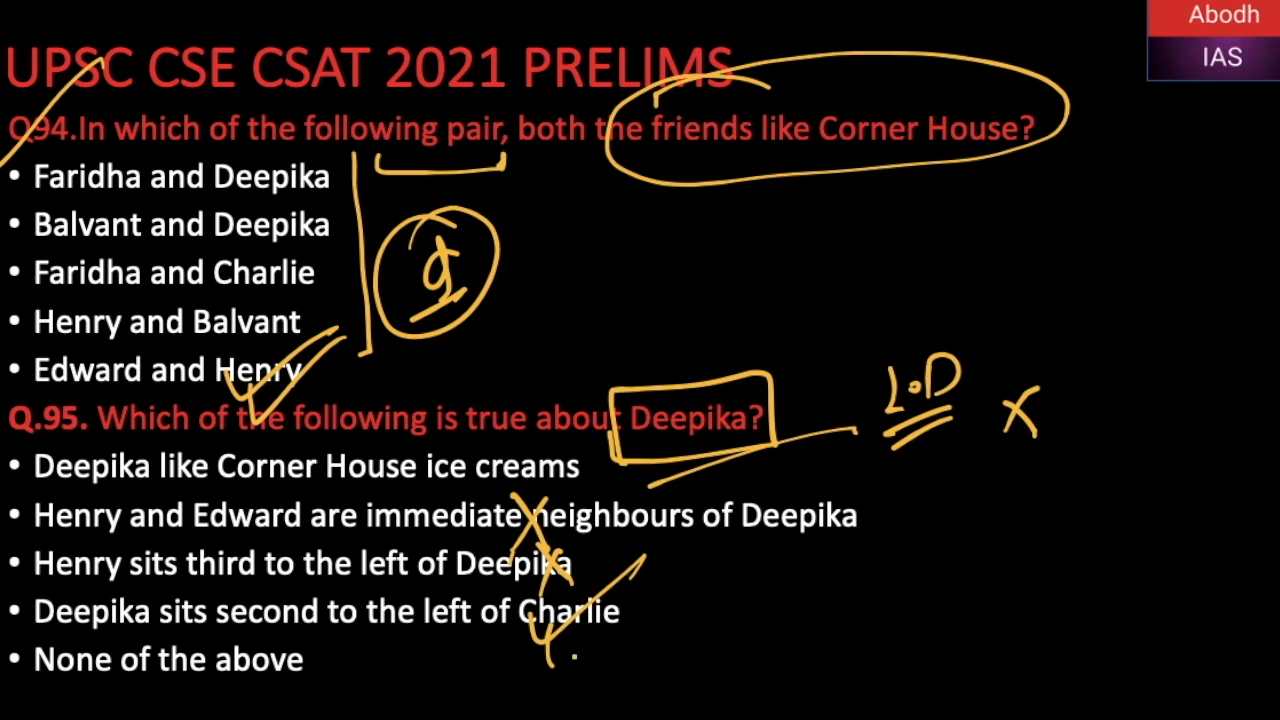 Abodh
IAS
UPSC CSE CSAT 2021 PRELIMS
Q94.In which of the following pair, both the friends like Corner House?
• Faridha and Deepika
• Balvant and Deepika
• Faridha and Charlie
• Henry and Balvant
• Edward and Henry
d
Q.95. Which of the following is true about Deepika?
L.D X
• Deepika like Corner House ice creams
• Henry and Edward are immediate neighbours of Deepika
• Henry sits third to the left of Deepika
• Deepika sits second to the left of Charlie
• None of the above